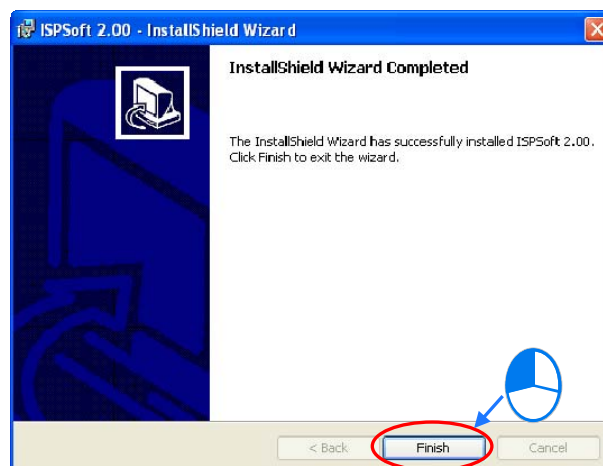 ISPSoft 2.00 - InstallShield Wizard
InstallShield Wizard Completed
The InstallShield Wizard has successfully installed ISPSoft 2.00.
Click Finish to exit the wizard.
< Back Finish Cancel